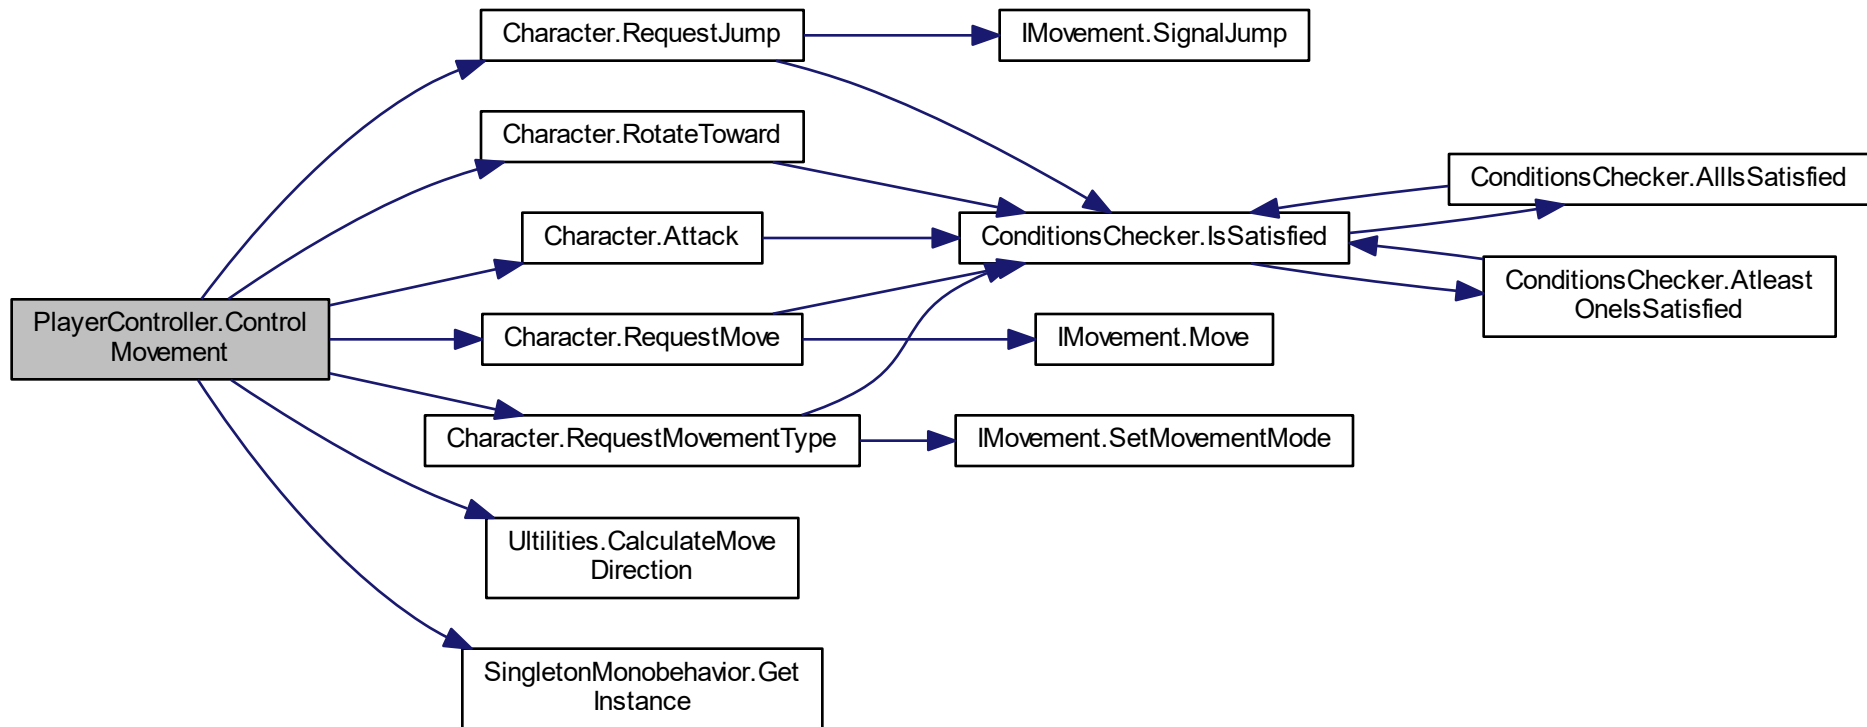 Character.RequestJump
IMovement.SignalJump
Character.RotateToward
ConditionsChecker.AllIsSatisfied
Character.Attack
ConditionsChecker.IsSatisfied
ConditionsChecker.Atleast
OneIsSatisfied
PlayerController.Control
Movement
Character.RequestMove
IMovement.Move
Character.RequestMovementType
IMovement.SetMovementMode
Ultilities.CalculateMove
Direction
SingletonMonobehavior.Get
Instance